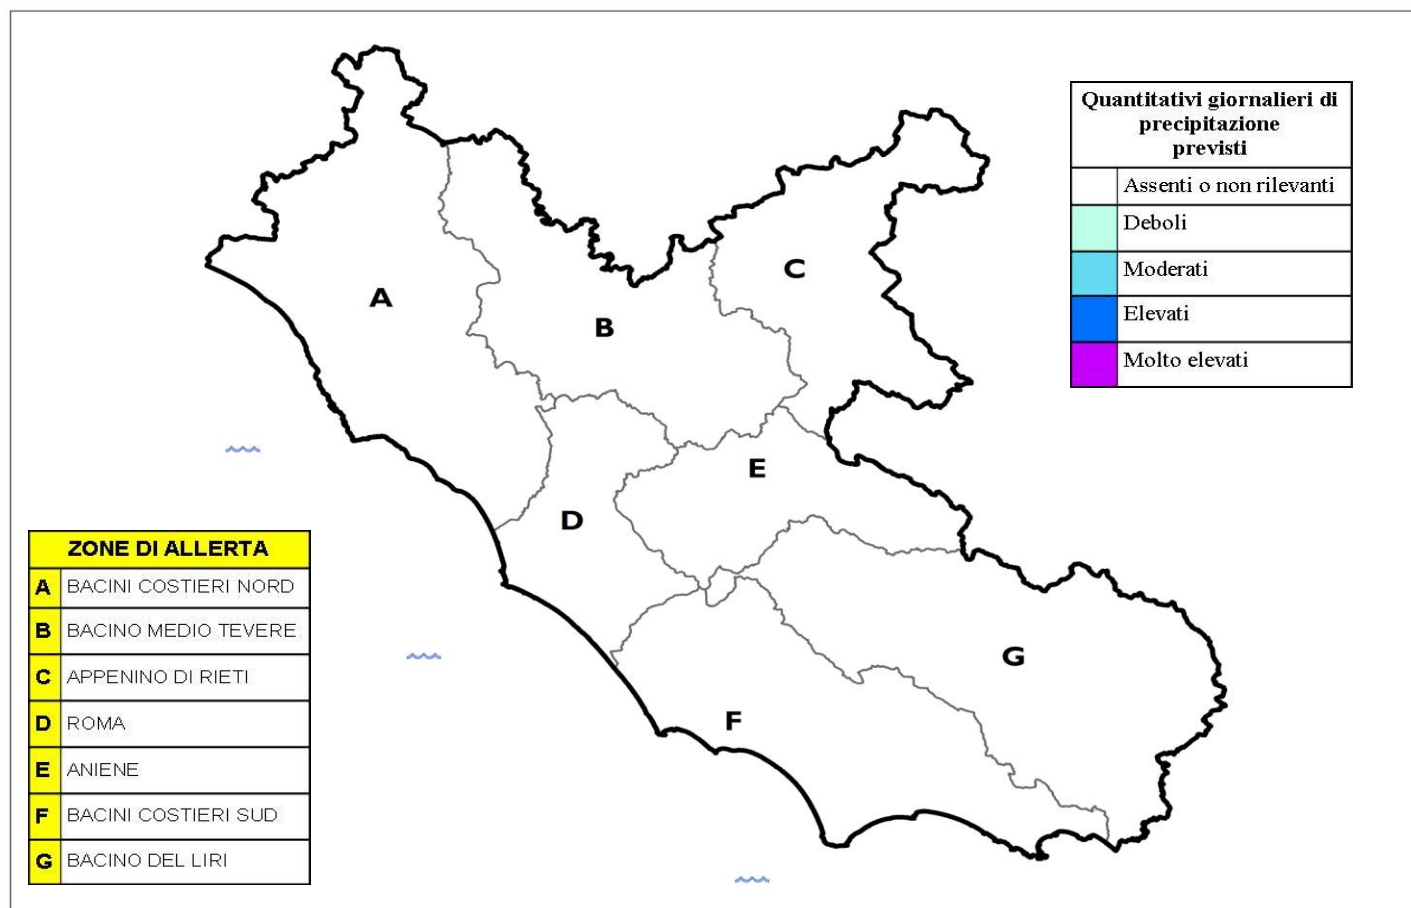 Quantitativi giornalieri di
precipitazione
previsti
Assenti o non rilevanti
Deboli
Moderati
Elevati
Molto elevati
A
B
C
D
E
F
G
ZONE DI ALLERTA
A BACINI COSTIERI NORD
B BACINO MEDIO TEVERE
C APPENINO DI RIETI
D ROMA
E ANIENE
F BACINI COSTIERI SUD
G BACINO DEL LIRI